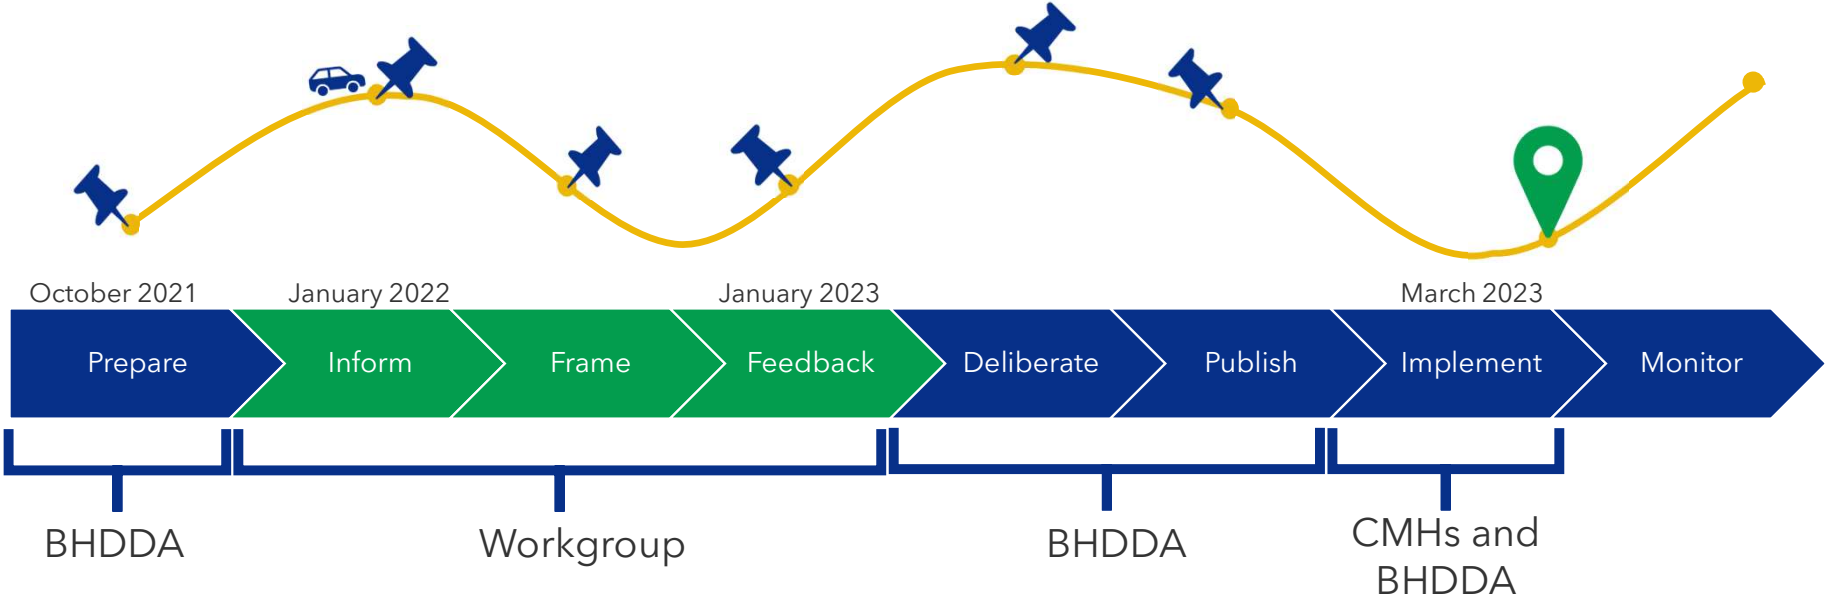 October 2021
January 2022
January 2023
March 2023
Prepare
Inform
Frame
Feedback
Deliberate
Publish
Implement
Monitor
BHDDA
Workgroup
BHDDA
CMHs and
BHDDA